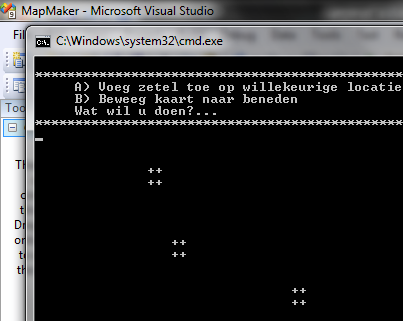 MapMaker - Microsoft Visual Studio
C:\Windows\system32\cmd.exe
*************************************************
A) Voeg zetel toe op willekeurige locatie
B) Beweeg kaart naar beneden
Wat wil u doen?...
*************************************************
++
++
++
++
++
++